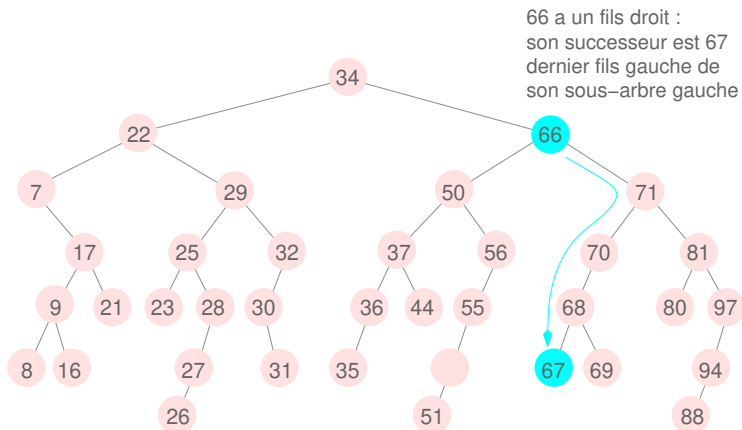 66 a un fils droit :
son successeur est 67
dernier fils gauche de
son sous−arbre gauche
34
22 66
7 29 50 71
17 25 32 37 56 70 81
9 21 23 28 30 36 44 55 68 80 97
8 16 27 31 35 67 69 94
26 51 88